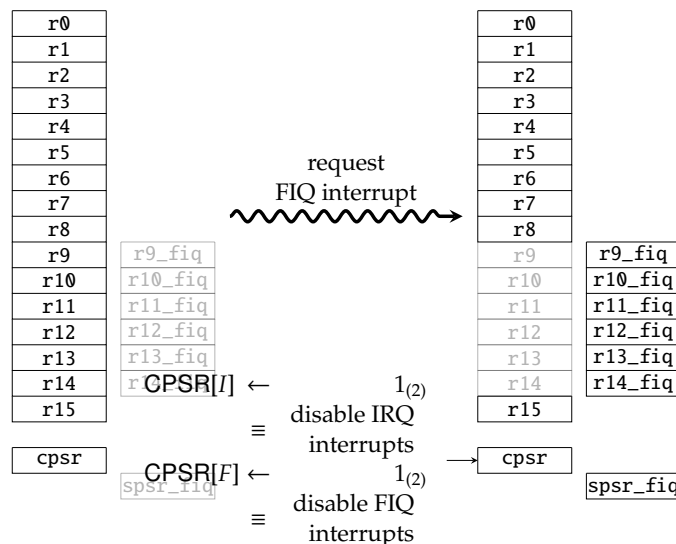 r0
r1
r2
r3
r4
r5
r6
r7
r8
r9
r10
r11
r12
r13
r14
r15
cpsr
r9_fiq
r10_fiq
r11_fiq
r12_fiq
r13_fiq
r14_fiq
spsr_fiq
request
FIQ interrupt
CPSR[I] ← 1(2)
≡ disable IRQ
interrupts
CPSR[F] ← 1(2)
≡ disable FIQ
interrupts
r0
r1
r2
r3
r4
r5
r6
r7
r8
r9
r10
r11
r12
r13
r14
r15
cpsr
r9_fiq
r10_fiq
r11_fiq
r12_fiq
r13_fiq
r14_fiq
spsr_fiq